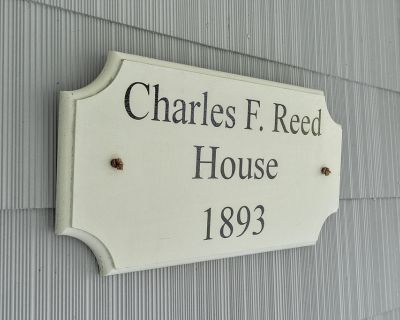 Charles F. Reed
House
1893